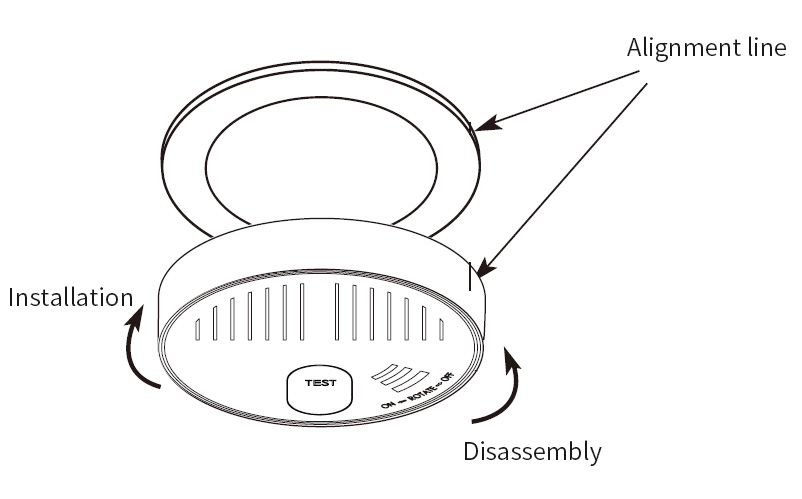 Alignment line
Installation
TEST
ON ⇐ ROTATE ⇒ OFF
Disassembly